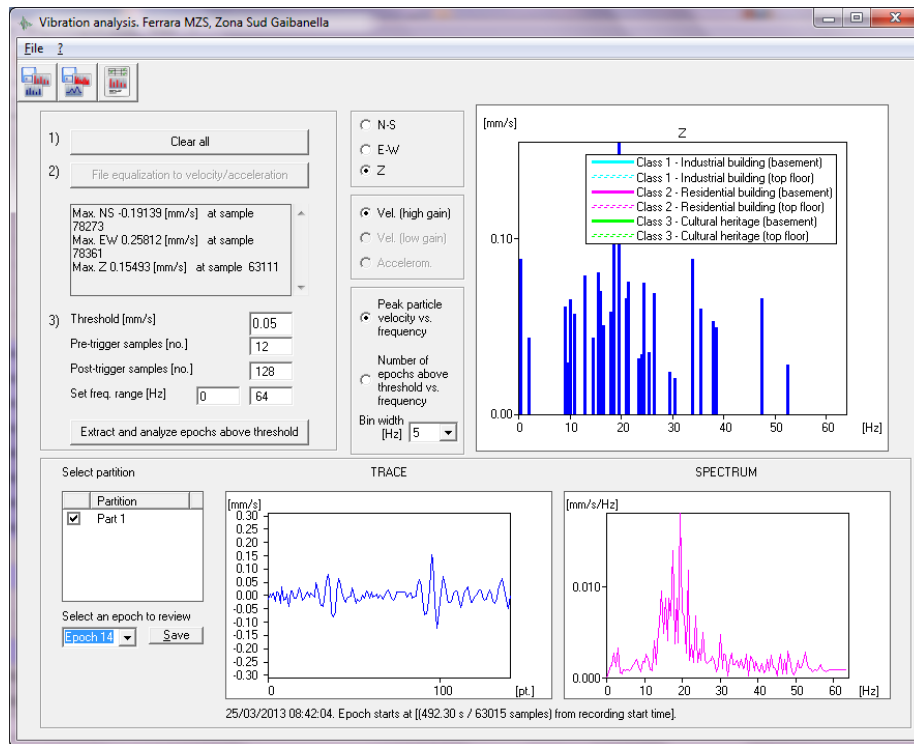 Vibration analysis. Ferrara MZS, Zona Sud Gaibanella
File ?
1) Clear all
2) File equalization to velocity/acceleration
Max. NS -0.19139 [mm/s] at sample
78273
Max. EW 0.25812 [mm/s] at sample
78361
Max. Z 0.15493 [mm/s] at sample 63111
3) Threshold [mm/s] 0.05
Pre-trigger samples [no.] 12
Post-trigger samples [no.] 128
Set freq. range [Hz] 0 64
Extract and analyze epochs above threshold
N-S
E-W
Z
Vel. (high gain)
Vel. (low gain)
Accelerom.
Peak particle
velocity vs.
frequency
Number of
epochs above
threshold vs.
frequency
Bin width
[Hz] 5
[mm/s]
Z
Class 1 - Industrial building (basement)
Class 1 - Industrial building (top floor)
Class 2 - Residential building (basement)
Class 2 - Residential building (top floor)
Class 3 - Cultural heritage (basement)
Class 3 - Cultural heritage (top floor)
0.10
0.00
0 10 20 30 40 50 60 [Hz]
Select partition
Partition
Part 1
Select an epoch to review
Epoch 14 Save
TRACE
[mm/s]
0.30
0.25
0.20
0.15
0.10
0.05
0.00
-0.05
-0.10
-0.15
-0.20
-0.25
-0.30
0 100 [pt.]
SPECTRUM
[mm/s/Hz]
0.010
0.000
0 10 20 30 40 50 60 [Hz]
25/03/2013 08:42:04. Epoch starts at [(492.30 s / 63015 samples) from recording start time].